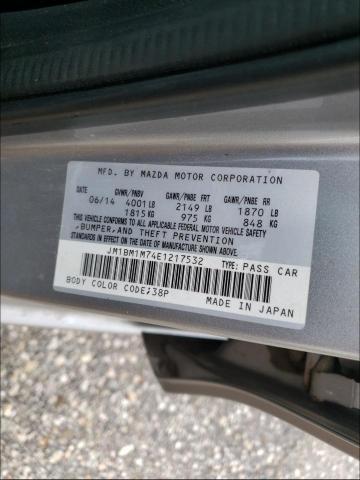 MFD. BY MAZDA MOTOR CORPORATION
DATE GVWR/PNBV GAWR/PNBE FRT GAWR/PNBE RR
06/14 4001LB 2149 LB 1870 LB
1815KG 975 KG 848 KG
THIS VEHICLE CONFORMS TO ALL APPLICABLE
FEDERAL MOTOR VEHICLE SAFETY
,BUMPER,AND THEFT PREVENTION
STANDARDS IN EFFECT ON THE
DATE OF MANUFACTURE SHOWN ABOVE.
JM1BM1M74E1217532 TYPE: PASS CAR
BODY COLOR CODE;38P MADE IN JAPAN